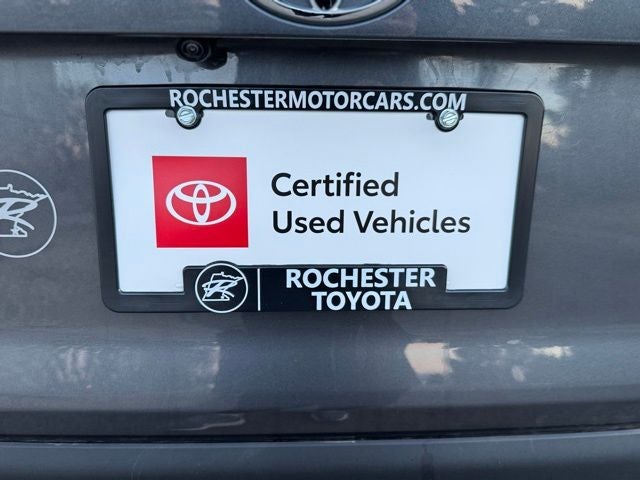 ROCHESTERMOTORCARS.COM
Certified
Used Vehicles
ROCHESTER
TOYOTA